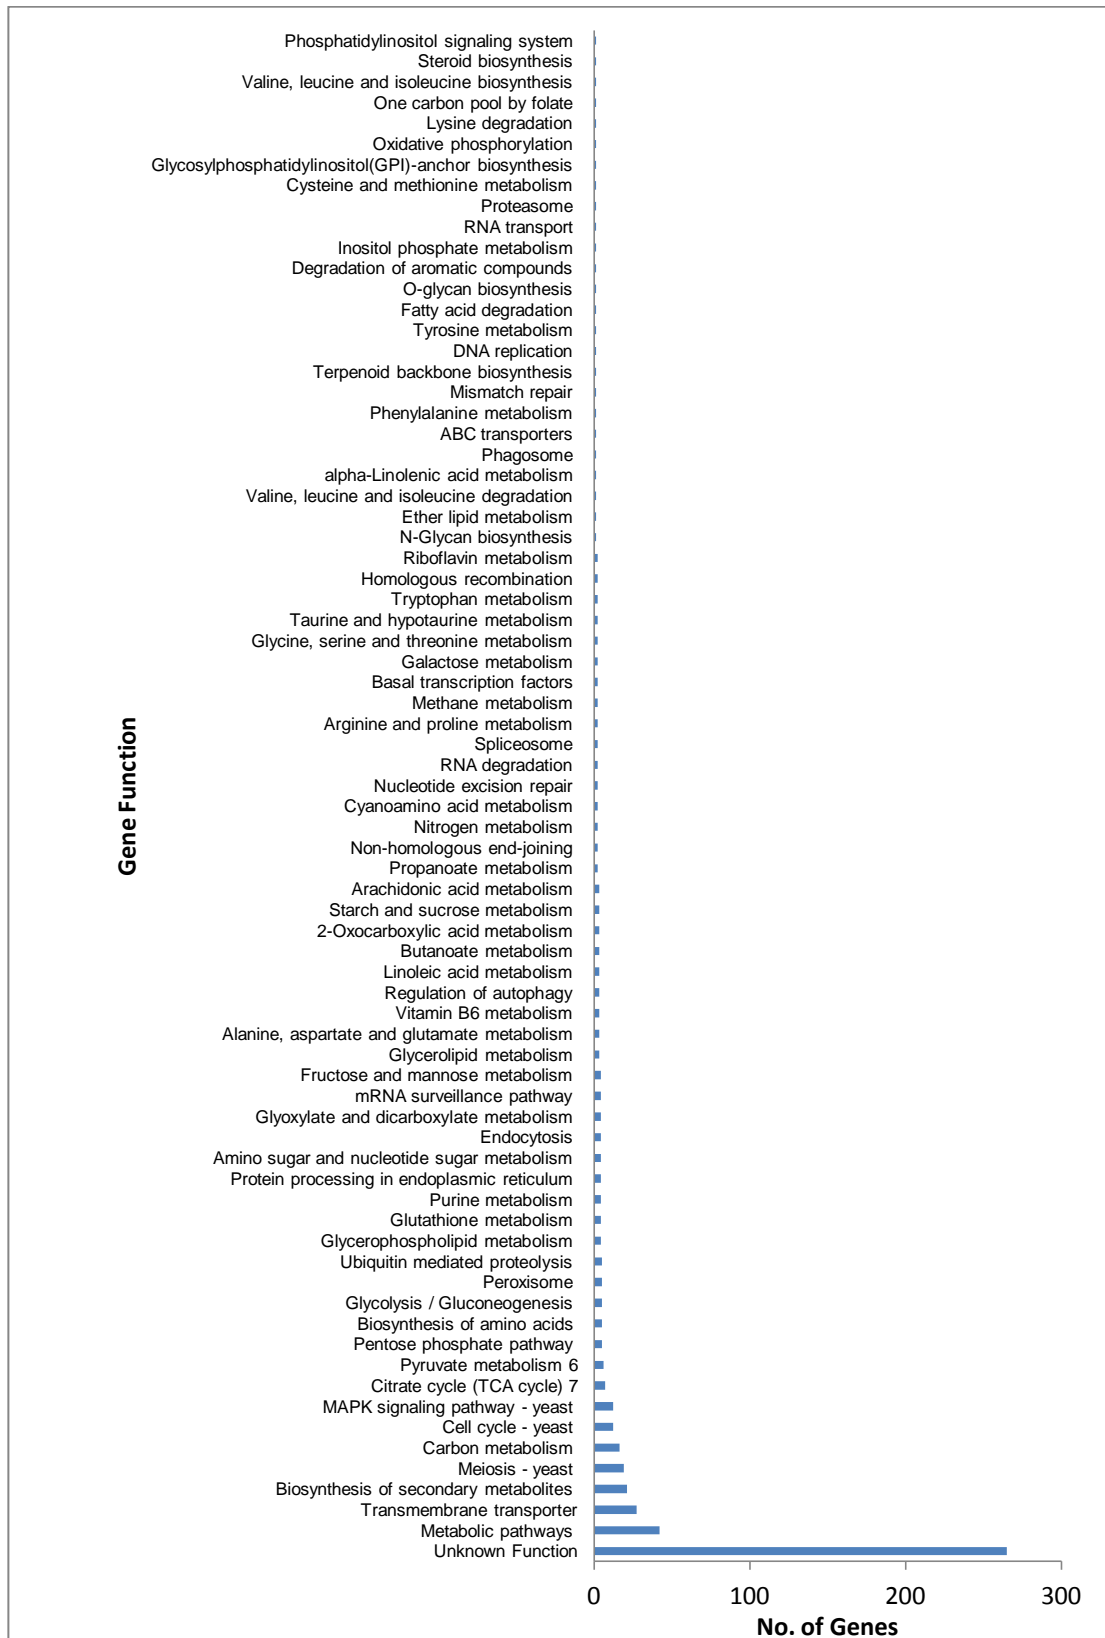 Phosphatidylinositol signaling system
Steroid biosynthesis
Valine, leucine and isoleucine biosynthesis
One carbon pool by folate
Lysine degradation
Oxidative phosphorylation
Glycosylphosphatidylinositol(GPI)-anchor biosynthesis
Cysteine and methionine metabolism
Proteasome
RNA transport
Inositol phosphate metabolism
Degradation of aromatic compounds
O-glycan biosynthesis
Fatty acid degradation
Tyrosine metabolism
DNA replication
Terpenoid backbone biosynthesis
Mismatch repair
Phenylalanine metabolism
ABC transporters
Phagosome
alpha-Linolenic acid metabolism
Valine, leucine and isoleucine degradation
Ether lipid metabolism
N-Glycan biosynthesis
Riboflavin metabolism
Homologous recombination
Tryptophan metabolism
Taurine and hypotaurine metabolism
Glycine, serine and threonine metabolism
Galactose metabolism
Basal transcription factors
Methane metabolism
Arginine and proline metabolism
Spliceosome
RNA degradation
Nucleotide excision repair
Cyanoamino acid metabolism
Nitrogen metabolism
Non-homologous end-joining
Propanoate metabolism
Arachidonic acid metabolism
Starch and sucrose metabolism
2-Oxocarboxylic acid metabolism
Butanoate metabolism
Linoleic acid metabolism
Regulation of autophagy
Vitamin B6 metabolism
Alanine, aspartate and glutamate metabolism
Glycerolipid metabolism
Fructose and mannose metabolism
mRNA surveillance pathway
Glyoxylate and dicarboxylate metabolism
Endocytosis
Amino sugar and nucleotide sugar metabolism
Protein processing in endoplasmic reticulum
Purine metabolism
Glutathione metabolism
Glycerophospholipid metabolism
Ubiquitin mediated proteolysis
Peroxisome
Glycolysis / Gluconeogenesis
Biosynthesis of amino acids
Pentose phosphate pathway
Pyruvate metabolism 6
Citrate cycle (TCA cycle) 7
MAPK signaling pathway - yeast
Cell cycle - yeast
Carbon metabolism
Meiosis - yeast
Biosynthesis of secondary metabolites
Transmembrane transporter
Metabolic pathways
Unknown Function
Gene Function
0 100 200 300
No. of Genes